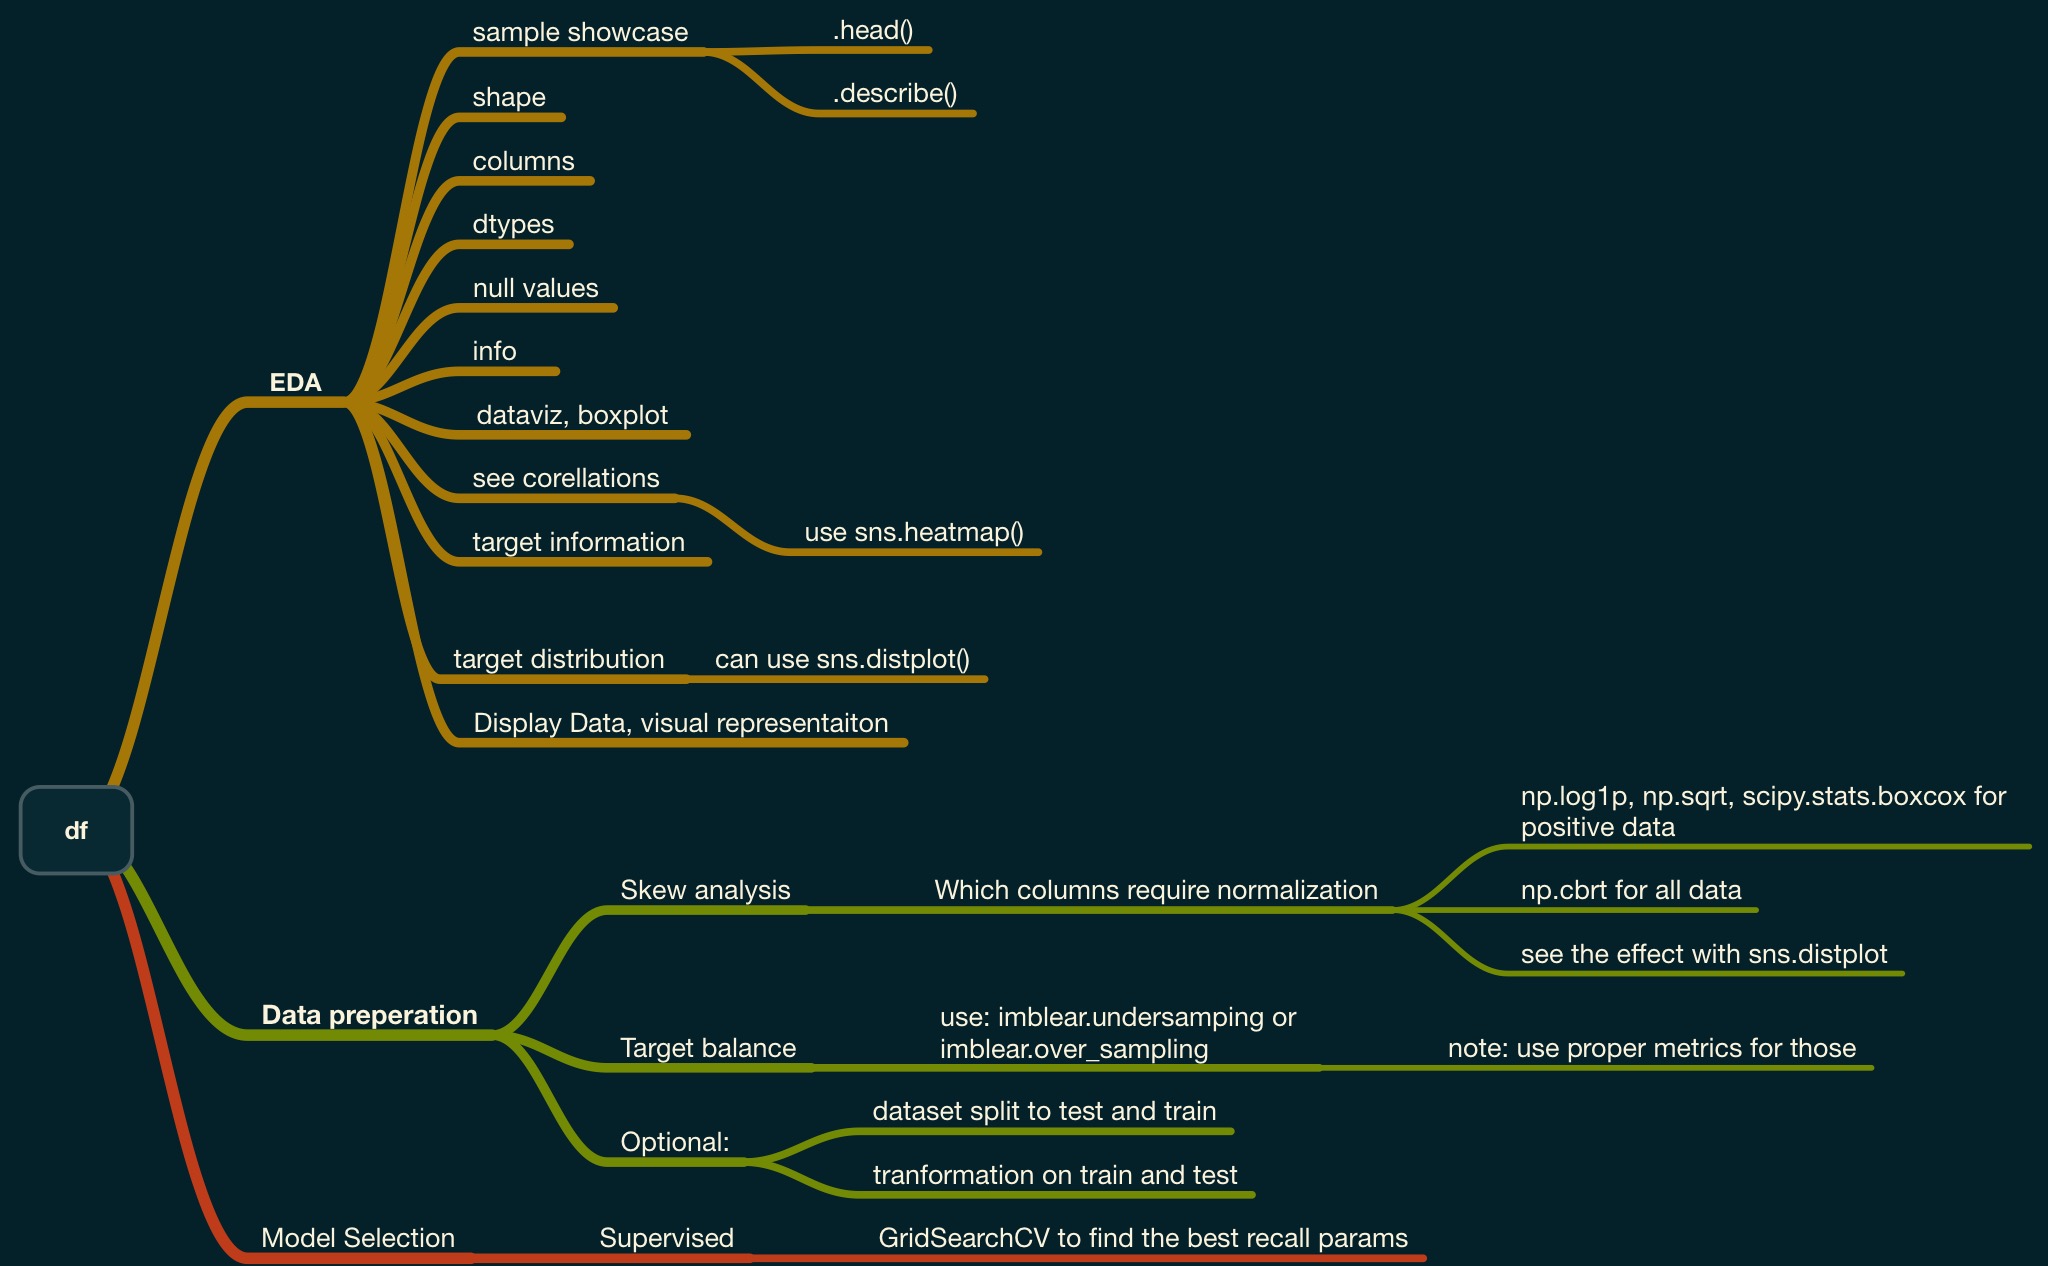 sample showcase
.head()
.describe()
shape
columns
dtypes
null values
info
EDA
dataviz, boxplot
see corellations
use sns.heatmap()
target information
target distribution
can use sns.distplot()
Display Data, visual representaiton
df
np.log1p, np.sqrt, scipy.stats.boxcox for
positive data
Skew analysis
Which columns require normalization
np.cbrt for all data
see the effect with sns.distplot
Data preperation
Target balance
use: imblear.undersamping or
imblear.over_sampling
note: use proper metrics for those
Optional:
dataset split to test and train
tranformation on train and test
Model Selection
Supervised
GridSearchCV to find the best recall params